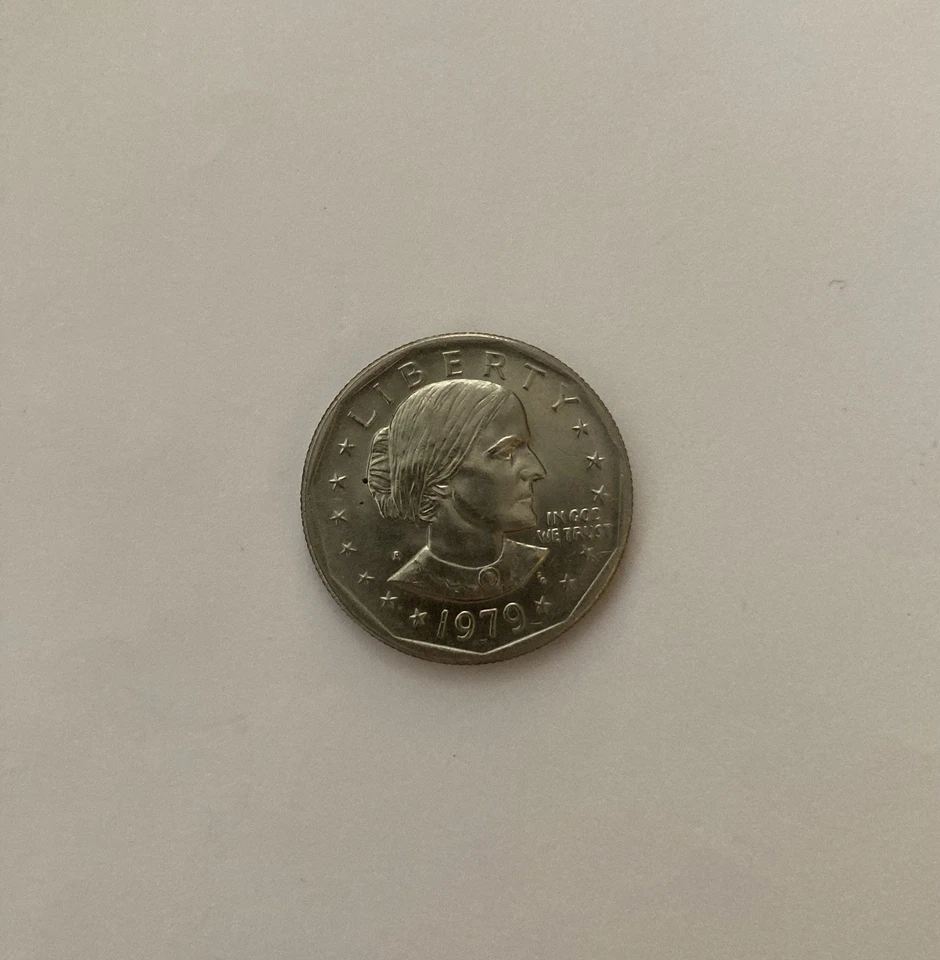 LIBERTY
IN GOD
WE TRUST
1979